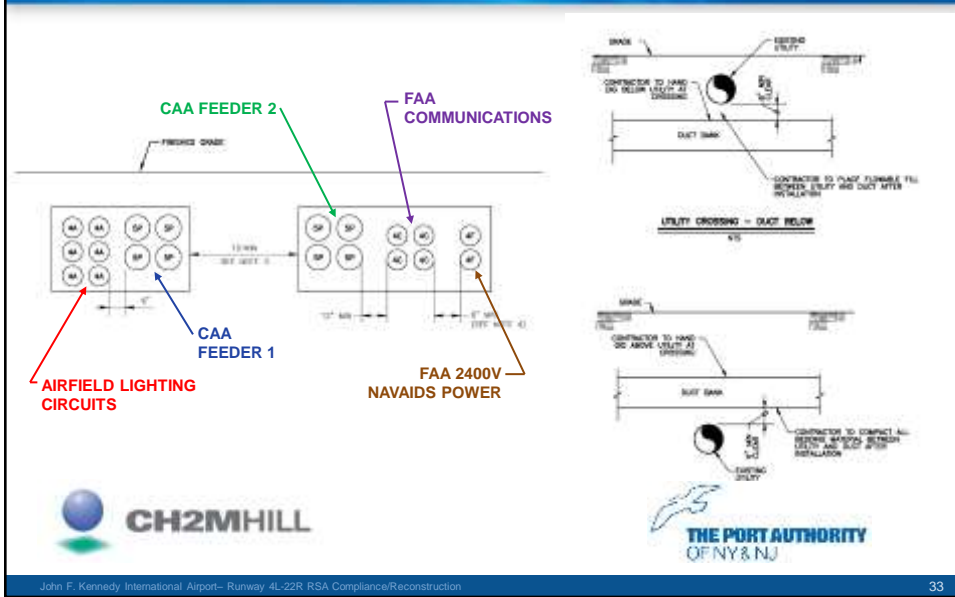 CAA FEEDER 2
FAA
COMMUNICATIONS
FINISHED GRADE
4A 4A 5P 5P
4A 4A 5P 5P
4A 4A
5P 5P 4C 4C 4F
5P 5P 4C 4C 4F
12" MIN
CAA
FEEDER 1
AIRFIELD LIGHTING
CIRCUITS
FAA 2400V
NAVAIDS POWER
GRADE
EXISTING
UTILITY
CONTRACTOR TO HAND
DIG BELOW UTILITY AT
CROSSING
DUCT BANK
CONTRACTOR TO PLACE FLOWABLE FILL
BETWEEN UTILITY AND DUCT AFTER
INSTALLATION
UTILITY CROSSING - DUCT BELOW
NTS
GRADE
CONTRACTOR TO HAND
DIG ABOVE UTILITY AT
CROSSING
DUCT BANK
CONTRACTOR TO COMPACT ALL
BEDDING MATERIAL BETWEEN
UTILITY AND DUCT AFTER
INSTALLATION
EXISTING
UTILITY
CH2MHILL
THE PORT AUTHORITY
OF NY & NJ
John F. Kennedy International Airport– Runway 4L-22R RSA Compliance/Reconstruction
33